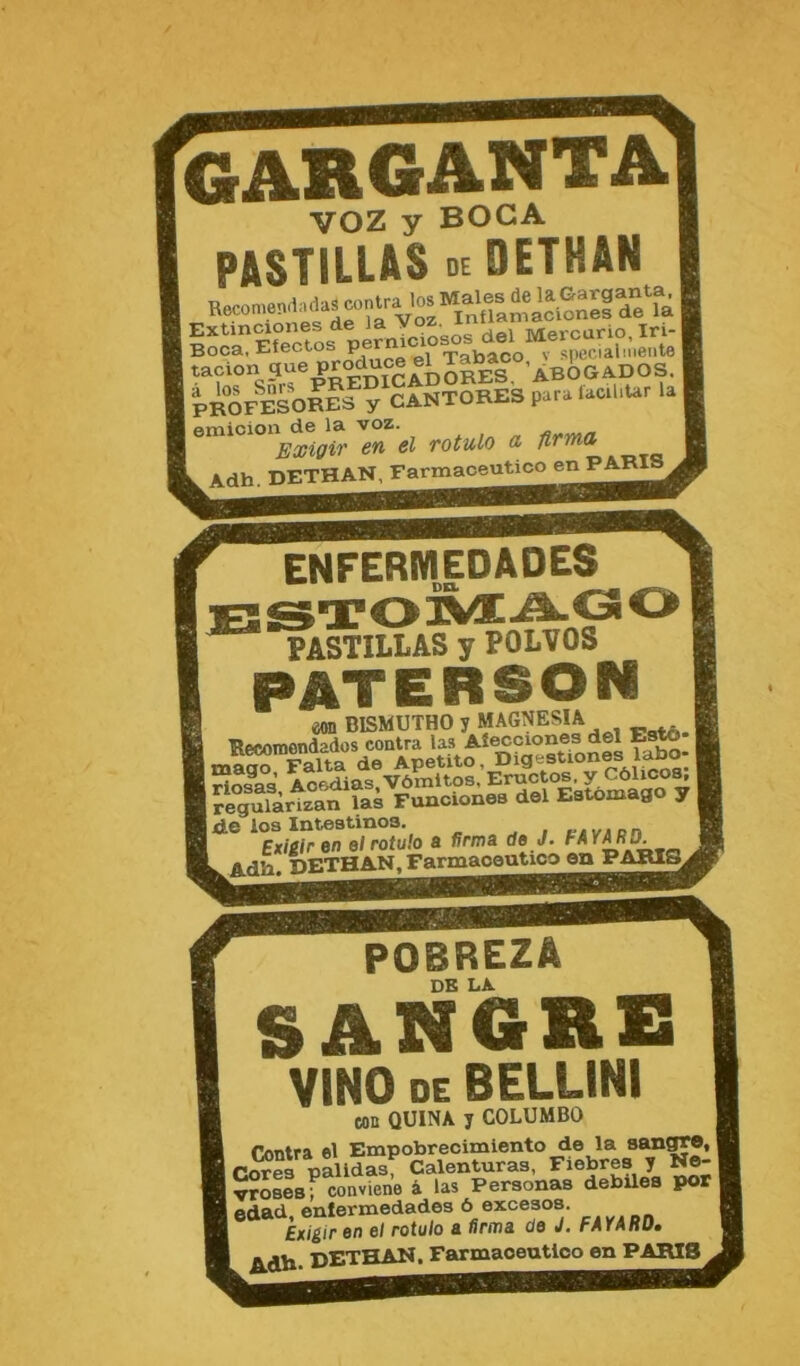 GARGANTA
VOZ y BOCA
PASTILLAS DE DETHAN
Recomendadas contra los Males de la Garganta,
Extinciones de la Voz, Inflamaciones de la
Boca, Efectos perniciosos del Mercurio, Iri-
tacion que produce el Tabaco, y specialmente
á los Sñrs PREDICADORES, ABOGADOS,
PROFESORES y CANTORES para facilitar la
emicion de la voz.
Exigir en el rotulo a firma
Adh. DETHAN, Farmaceutico en PARIS
ENFERMEDADES
DEL
ESTOMAGO
PASTILLAS y POLVOS
PATERSON
con BISMUTHO y MAGNESIA
Recomendados contra las Afecciones del Estó-
mago, Falta de Apetito, Digestiones labo-
riosas, Acedias, Vómitos, Eructos, y Cólicos;
regularizan las Funciones del Estómago y
de los Intestinos.
Exigir en el rotulo a firma de J. FAYARD.
Adh. DETHAN, Farmaceutico en PARIS
POBREZA
DE LA
SANGRE
VINO DE BELLINI
con QUINA y COLUMBO
Contra el Empobrecimiento de la sangre,
Cores palidas, Calenturas, Fiebres y Ne-
vroses; conviene á las Personas debiles por
edad, enfermedades ó excesos.
Exigir en el rotulo a firma de J. FAYARD.
Adh. DETHAN, Farmaceutico en PARIS